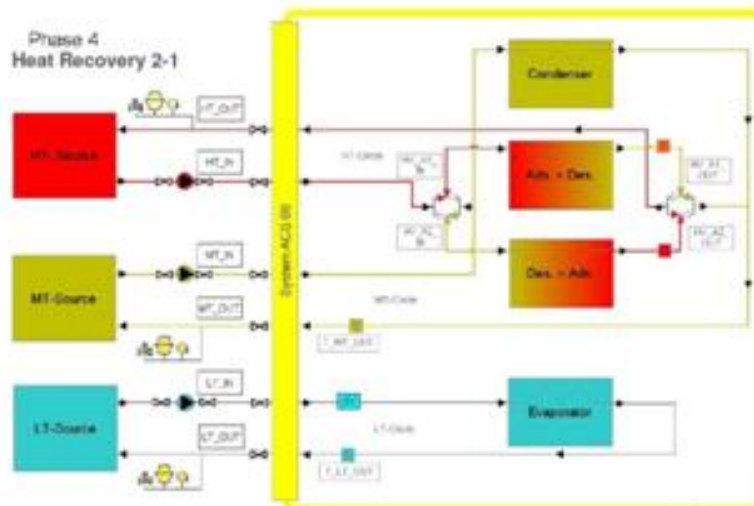 Phase 4
Heat Recovery 2-1
Condenser
HT_OUT
HT-Source
HT_IN
HT-Circle
Ads. > Des.
Des. > Ads.
System ACS 08
MT_IN
MT-Source
MT_OUT
MT-Circle
T_MT_OUT
LT_IN
LT-Source
Evaporator
LT_OUT
LT-Circle
T_LT_OUT